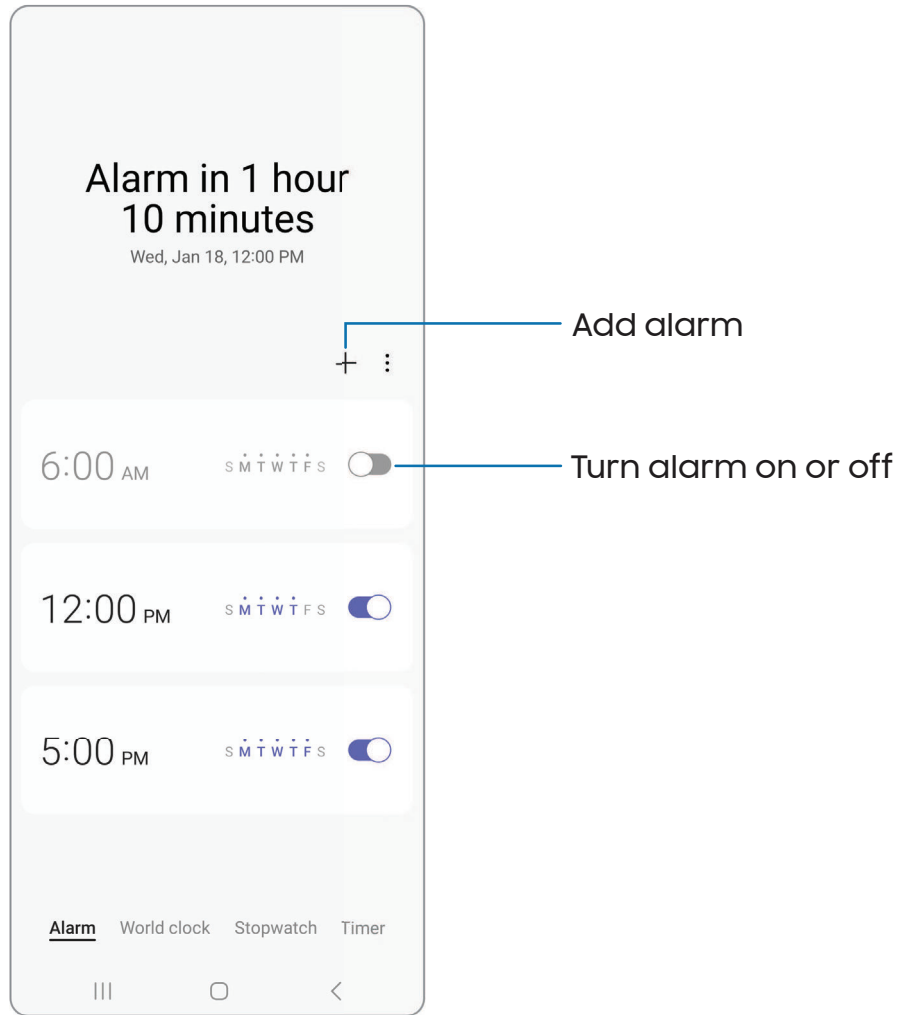 Alarm in 1 hour
10 minutes
Wed, Jan 18, 12:00 PM
Add alarm
6:00 AM S M T W T F S
Turn alarm on or off
12:00 PM S M T W T F S
5:00 PM S M T W T F S
Alarm World clock Stopwatch Timer